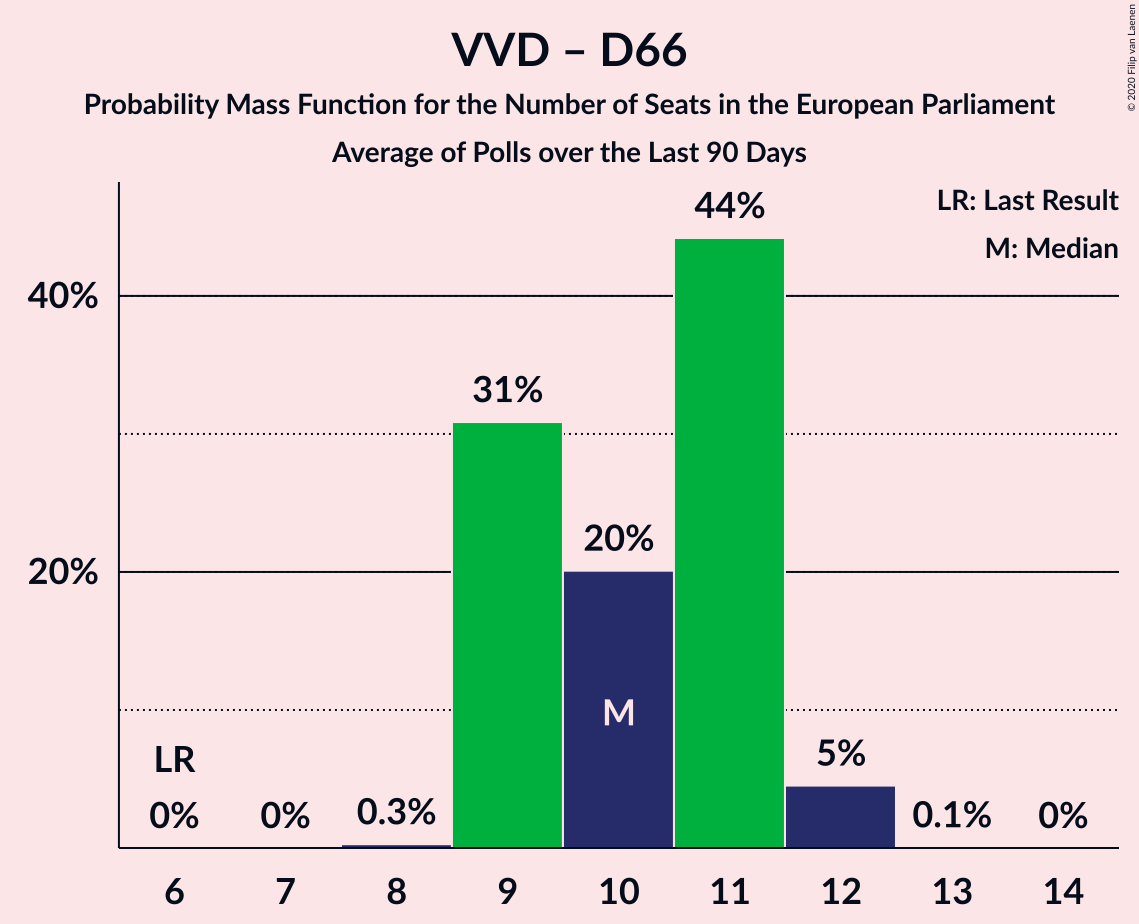 VVD – D66
Probability Mass Function for the Number of Seats in the European Parliament
Average of Polls over the Last 90 Days
© 2020 Filip van Laenen
LR: Last Result
M: Median
44%
40%
31%
20%
20%
M
LR
5%
0%
0%
0.3%
0.1%
0%
6 7 8 9 10 11 12 13 14